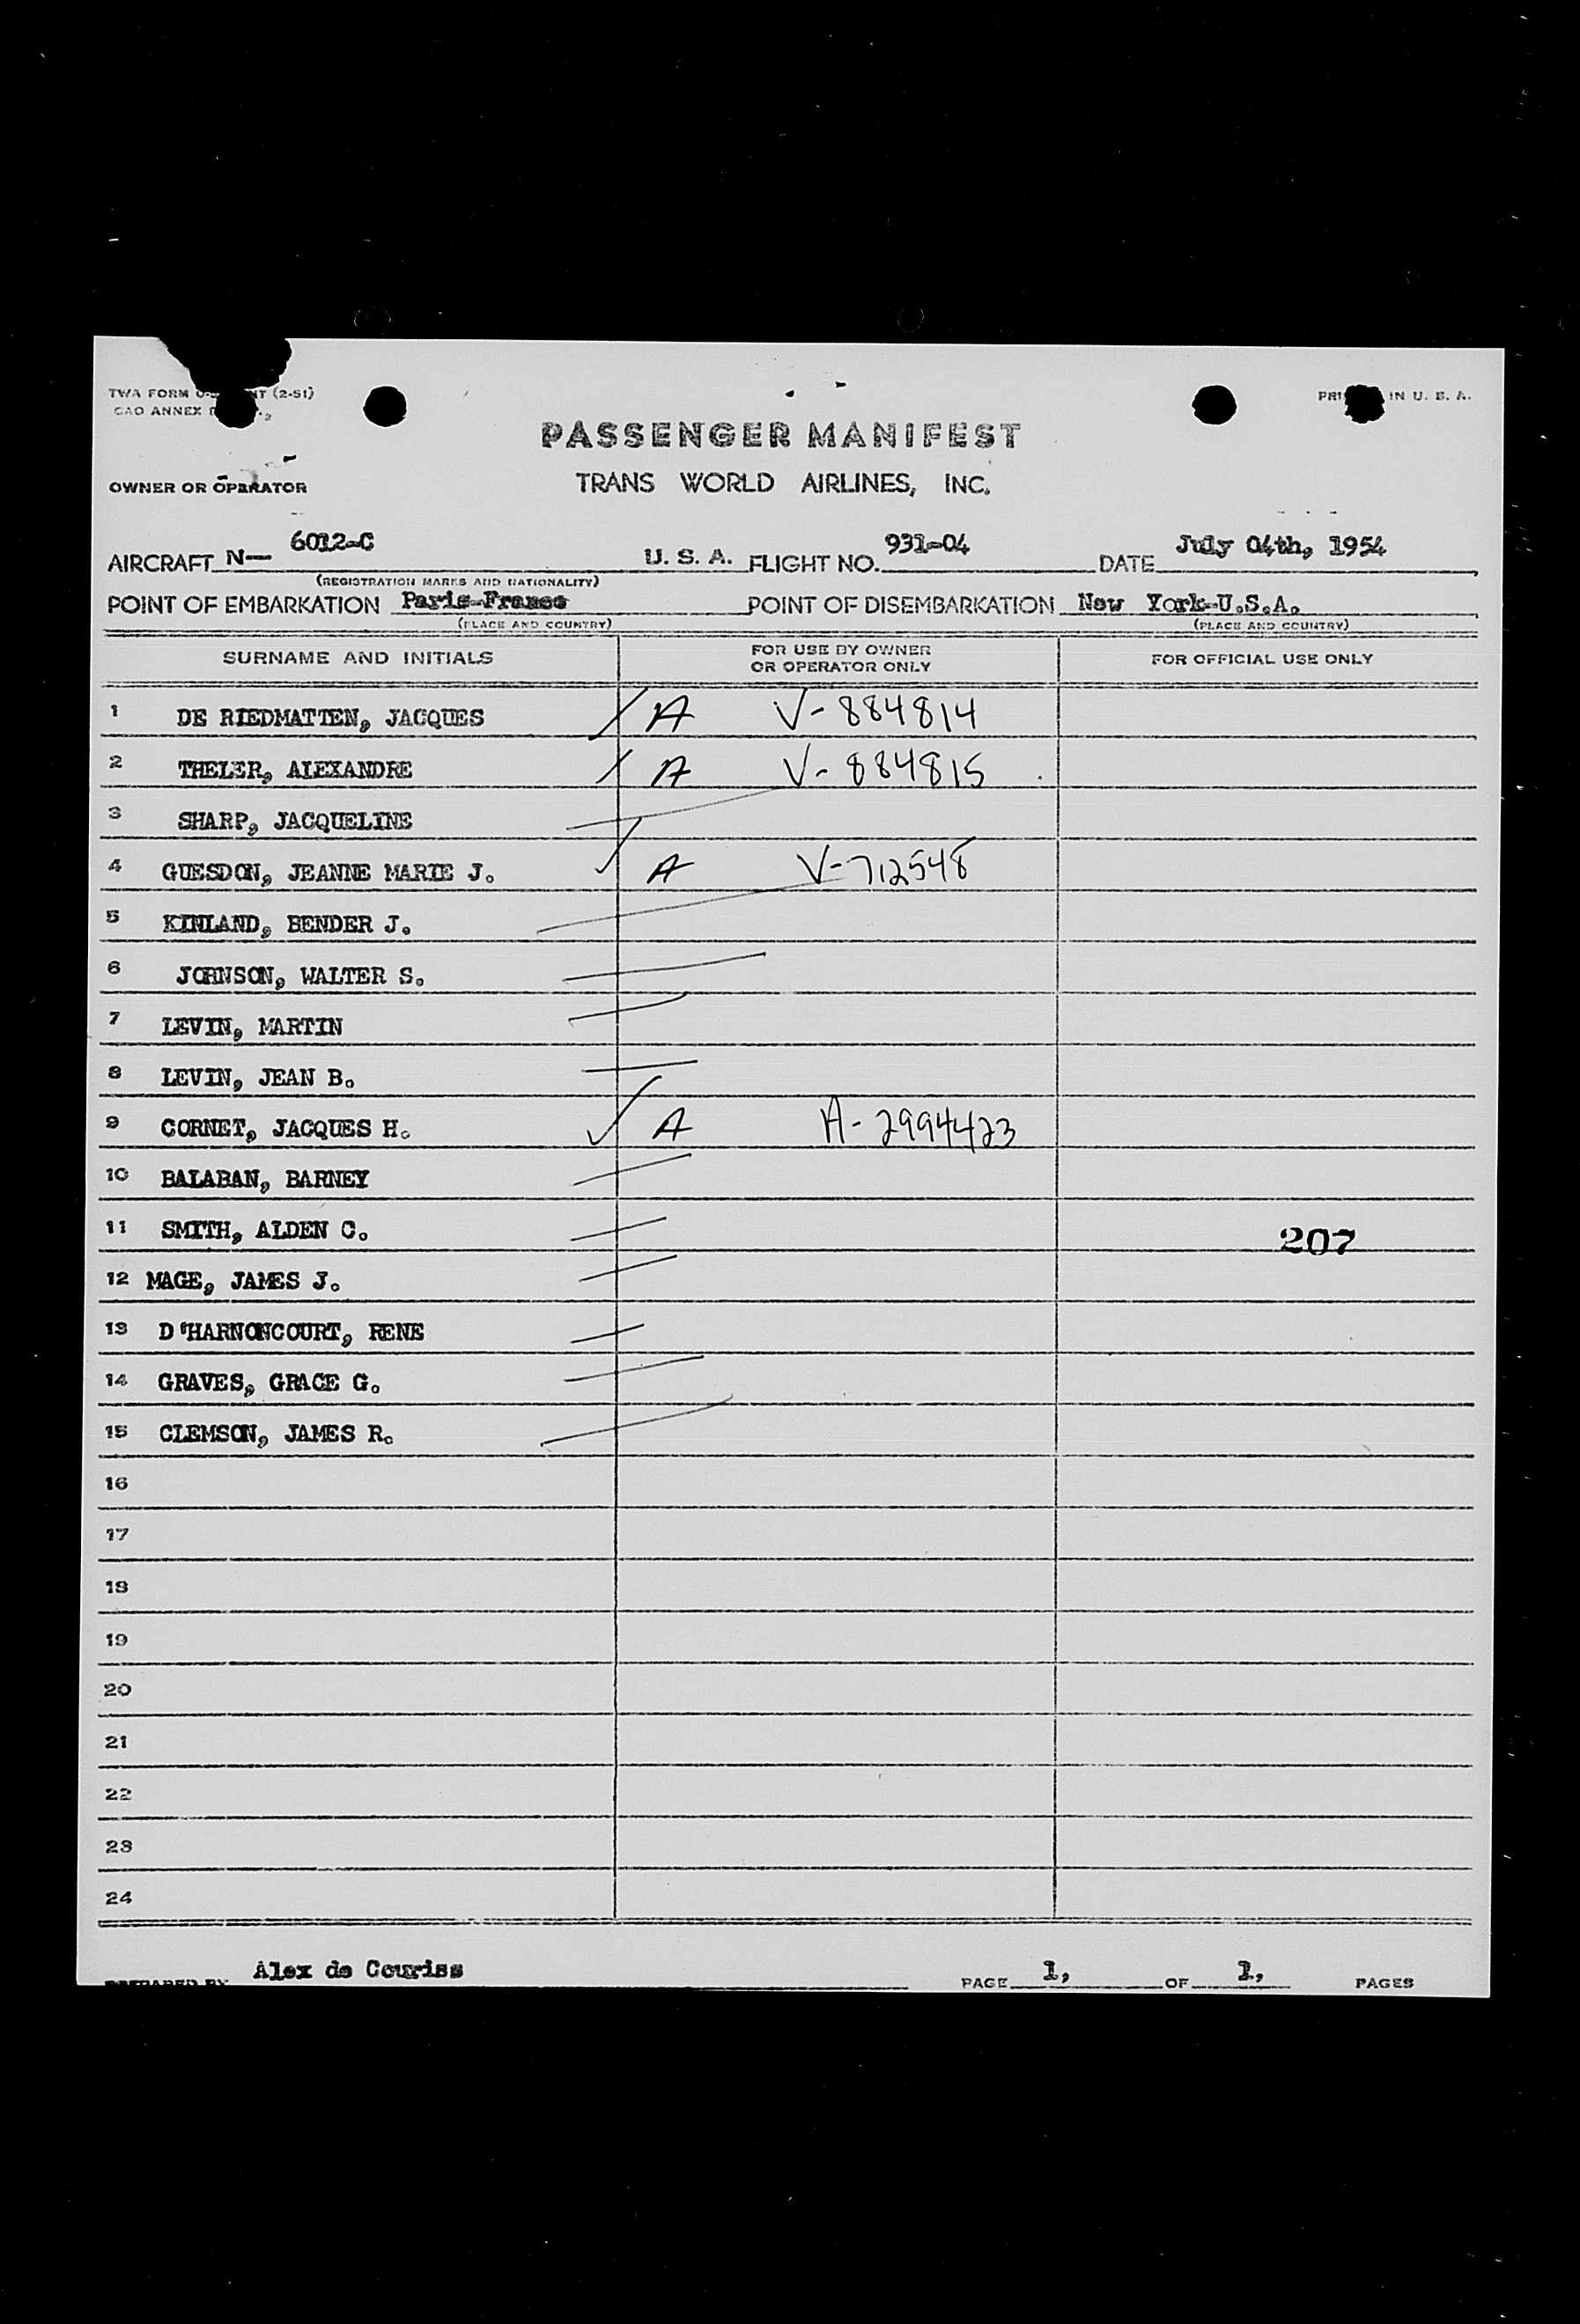 TWA FORM (2-51)
PRINTED IN U. S. A.
CAO ANNEX
PASSENGER MANIFEST
OWNER OR OPERATOR TRANS WORLD AIRLINES, INC.
AIRCRAFT N— 6012-C U. S. A. FLIGHT NO. 931-04 DATE July 04th, 1954
(REGISTRATION MARKS AND NATIONALITY)
POINT OF EMBARKATION Paris-France POINT OF DISEMBARKATION New York-U.S.A.
(PLACE AND COUNTRY) (PLACE AND COUNTRY)
SURNAME AND INITIALS FOR USE BY OWNER OR OPERATOR ONLY FOR OFFICIAL USE ONLY
1 DE RIEDMATTEN, JACQUES A V-884814
2 THELER, ALEXANDRE A V-884815
3 SHARP, JACQUELINE
4 GUESDON, JEANNE MARIE J. A V-712548
5 KINLAND, BENDER J.
6 JOHNSON, WALTER S.
7 LEVIN, MARTIN
8 LEVIN, JEAN B.
9 CORNET, JACQUES H. A A-2994423
10 BALABAN, BARNEY
11 SMITH, ALDEN C. 207
12 MAGE, JAMES J.
13 D'HARNONCOURT, RENE
14 GRAVES, GRACE G.
15 CLEMSON, JAMES R.
16
17
18
19
20
21
22
23
24
PREPARED BY Alex de Couriss PAGE 1, OF 1, PAGES